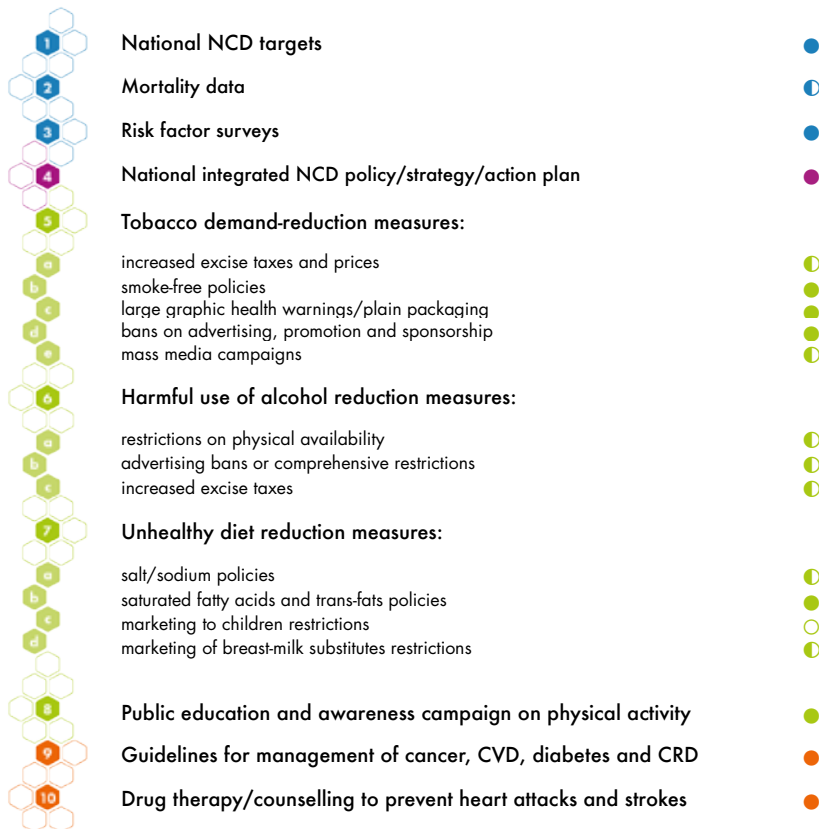 1 National NCD targets
2 Mortality data
3 Risk factor surveys
4 National integrated NCD policy/strategy/action plan
5 Tobacco demand-reduction measures:
a increased excise taxes and prices
b smoke-free policies
c large graphic health warnings/plain packaging
d bans on advertising, promotion and sponsorship
e mass media campaigns
6 Harmful use of alcohol reduction measures:
a restrictions on physical availability
b advertising bans or comprehensive restrictions
c increased excise taxes
7 Unhealthy diet reduction measures:
a salt/sodium policies
b saturated fatty acids and trans-fats policies
c marketing to children restrictions
d marketing of breast-milk substitutes restrictions
8 Public education and awareness campaign on physical activity
9 Guidelines for management of cancer, CVD, diabetes and CRD
10 Drug therapy/counselling to prevent heart attacks and strokes